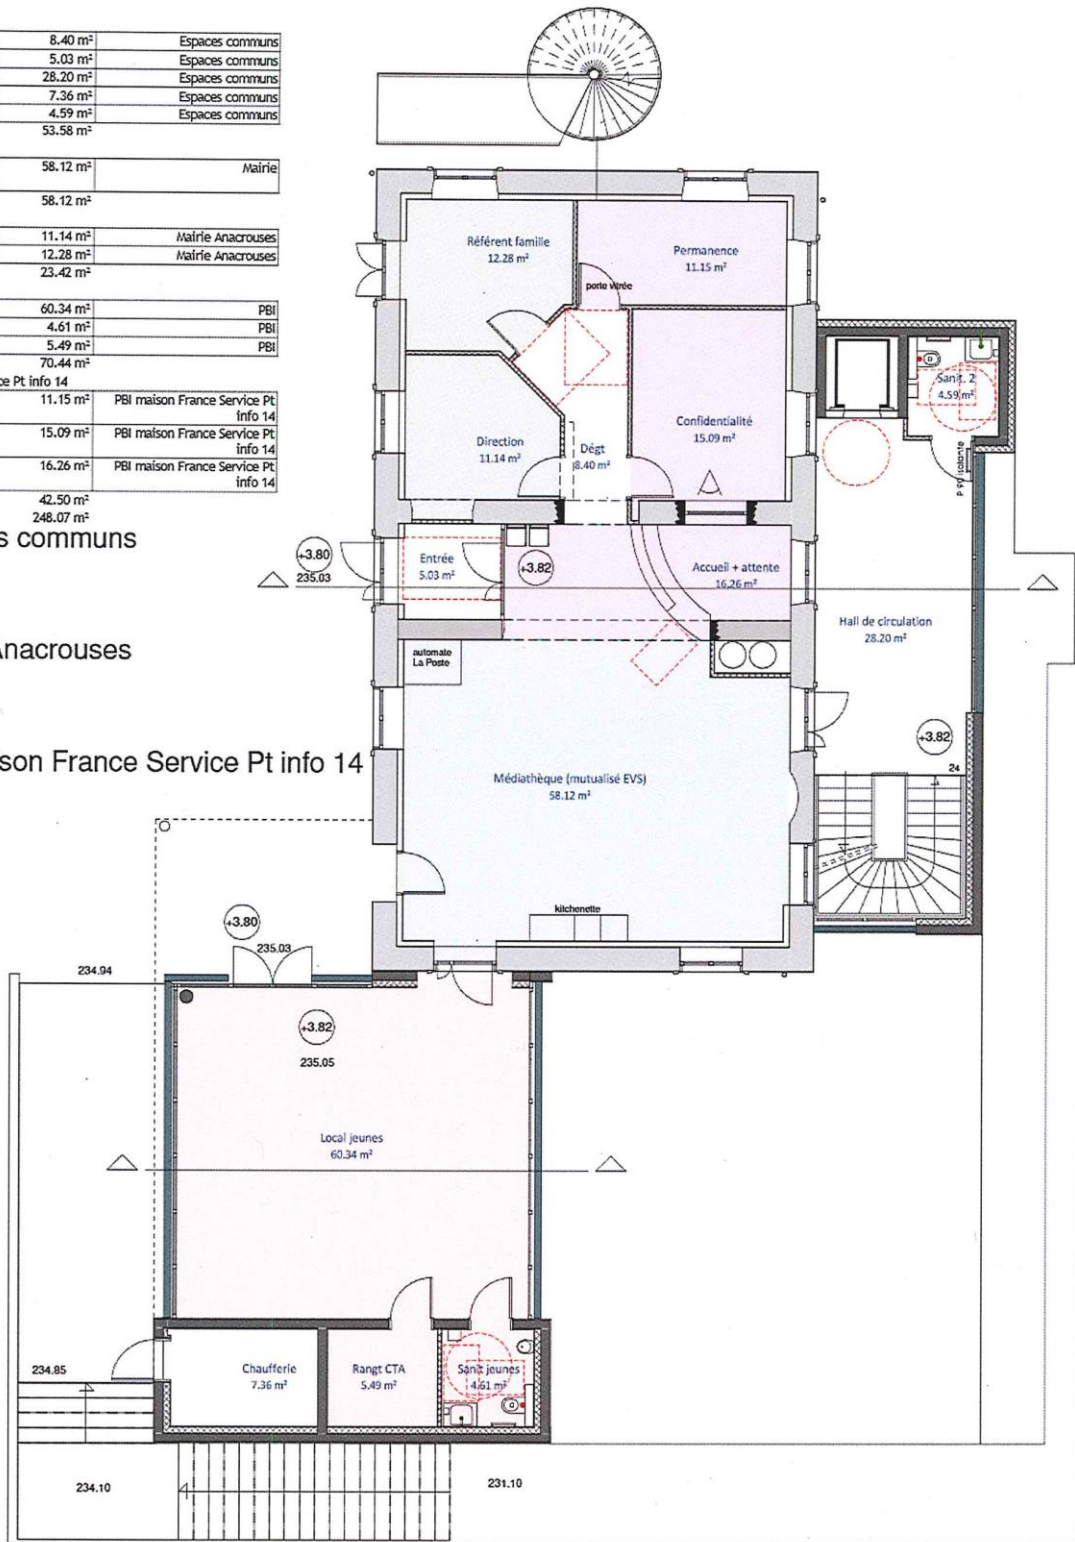 8.40 m² Espaces communs
5.03 m² Espaces communs
28.20 m² Espaces communs
7.36 m² Espaces communs
4.59 m² Espaces communs
53.58 m²
58.12 m² Mairie
58.12 m²
11.14 m² Mairie Anacrouses
12.28 m² Mairie Anacrouses
23.42 m²
60.34 m² PBI
4.61 m² PBI
5.49 m² PBI
70.44 m²
ce Pt info 14
11.15 m² PBI maison France Service Pt
info 14
15.09 m² PBI maison France Service Pt
info 14
16.26 m² PBI maison France Service Pt
info 14
42.50 m²
248.07 m²
s communs
Anacrouses
son France Service Pt info 14
Référent famille
12.28 m²
Permanence
11.15 m²
porte vitrée
Sanit. 2
4.59 m²
Confidentialité
15.09 m²
Direction
11.14 m²
Dégt
8.40 m²
+3.80
235.03
Entrée
5.03 m²
+3.82
Accueil + attente
16.26 m²
Hall de circulation
28.20 m²
automate
La Poste
+3.82
24
Médiathèque (mutualisé EVS)
58.12 m²
kitchenette
+3.80
235.03
234.94
+3.82
235.05
Local jeunes
60.34 m²
234.85
Chaufferie
7.36 m²
Rangt CTA
5.49 m²
Sanit jeunes
4.61 m²
234.10
231.10